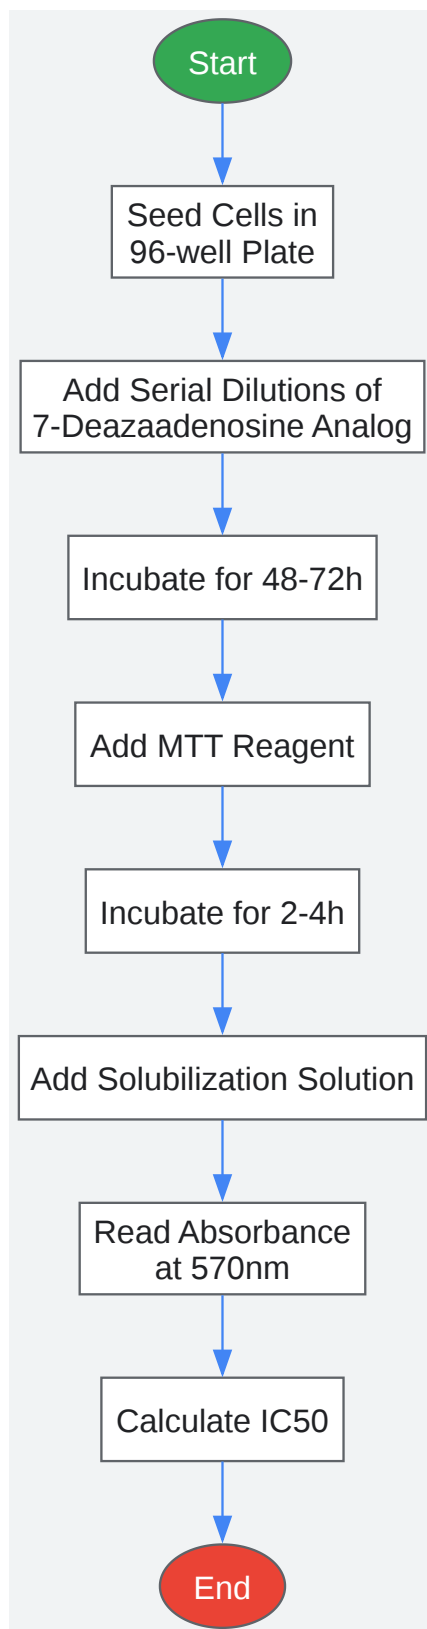 Start
Seed Cells in
96-well Plate
Add Serial Dilutions of
7-Deazaadenosine Analog
Incubate for 48-72h
Add MTT Reagent
Incubate for 2-4h
Add Solubilization Solution
Read Absorbance
at 570nm
Calculate IC50
End